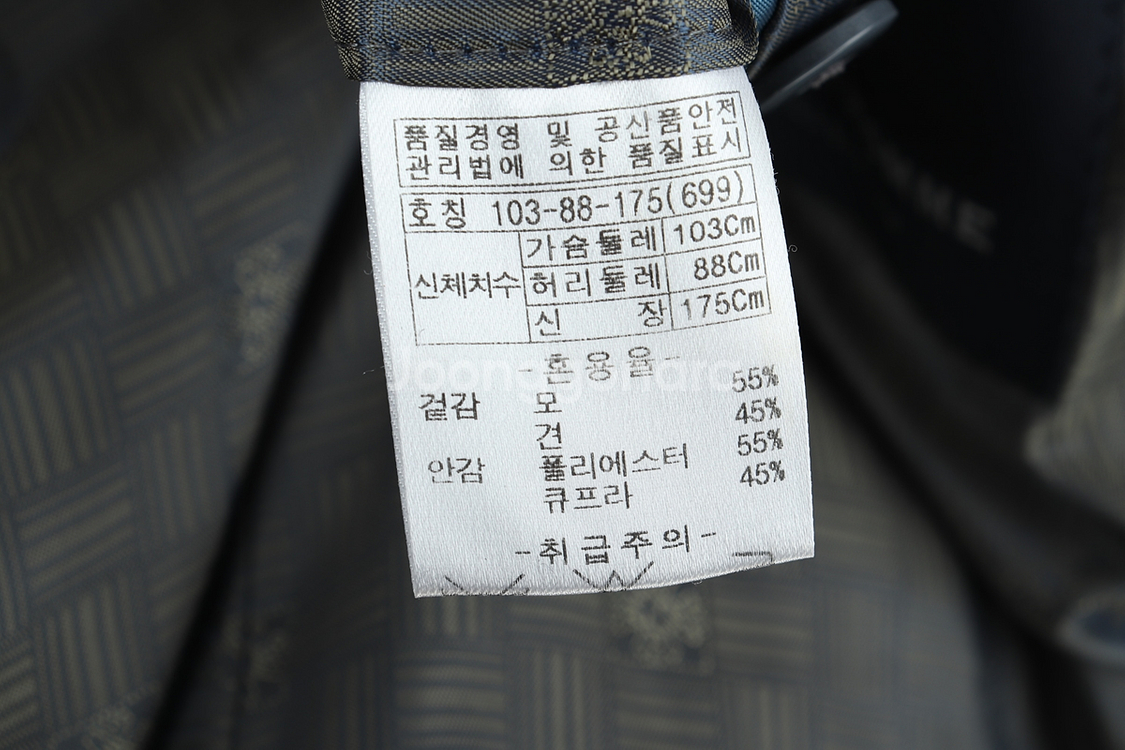 품질경영 및 공산품안전
관리법에 의한 품질표시
호칭 103-88-175(699)
신체치수 가슴둘레 103Cm
허리둘레 88Cm
신 장 175Cm
-혼용율-
겉감 모 55%
견 45%
안감 폴리에스터 55%
큐프라 45%
-취급주의-
Joonggonara